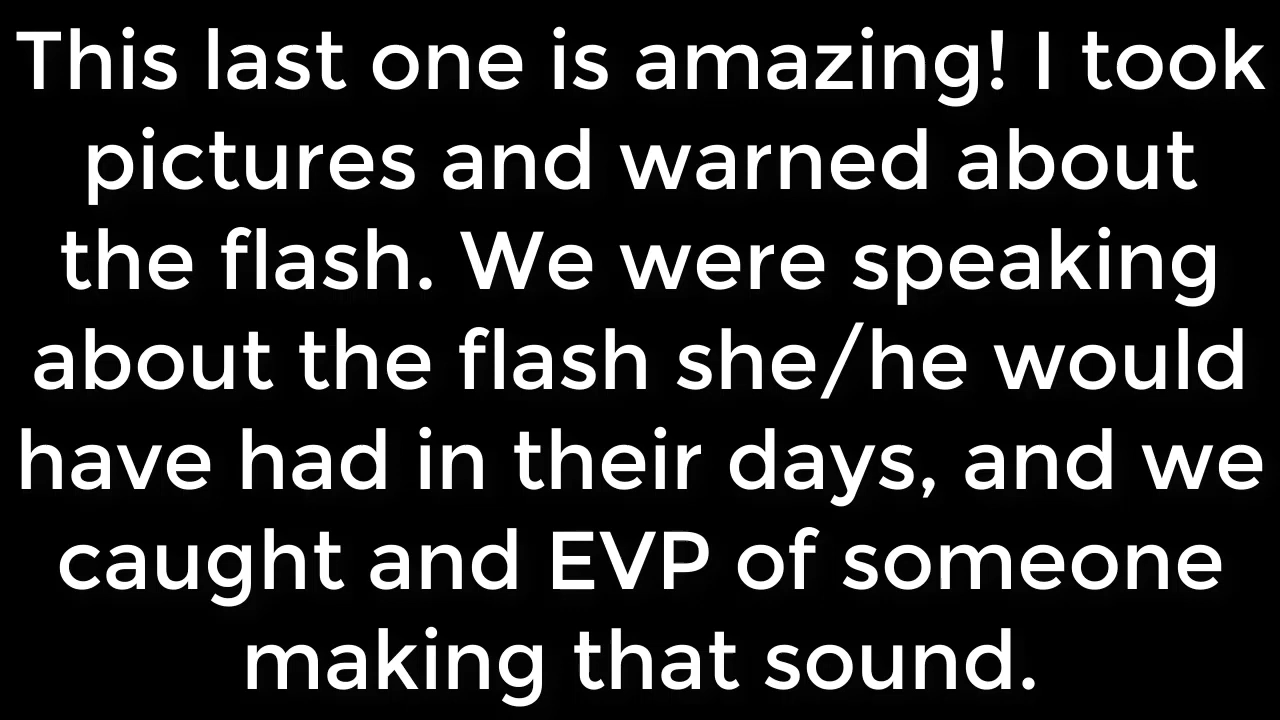 This last one is amazing! I took
pictures and warned about
the flash. We were speaking
about the flash she/he would
have had in their days, and we
caught and EVP of someone
making that sound.